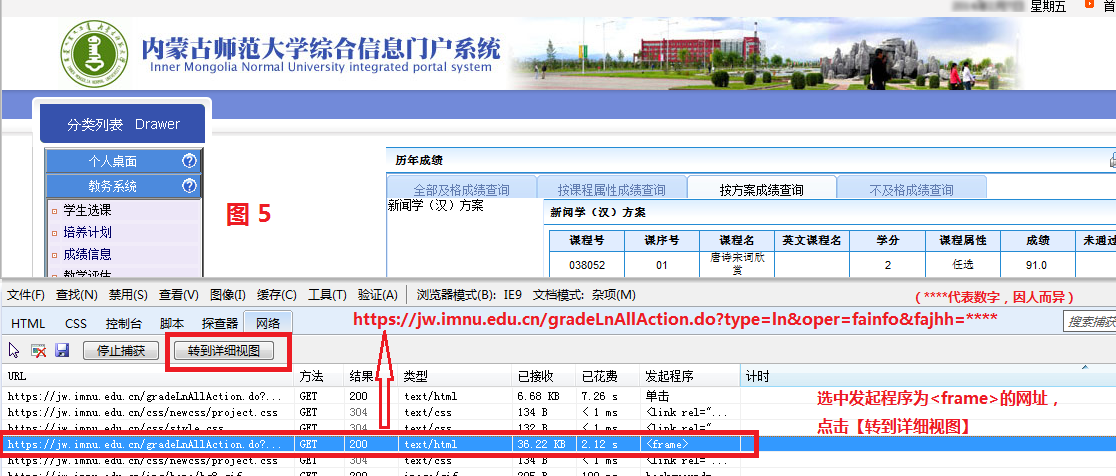 星期五 首
内蒙古师范大学综合信息门户系统
Inner Mongolia Normal University integrated portal system
分类列表 Drawer
个人桌面 ?
教务系统 ?
学生选课
培养计划
成绩信息
教学评估
图 5
历年成绩
全部及格成绩查询 按课程属性成绩查询 按方案成绩查询 不及格成绩查询
新闻学（汉）方案
新闻学（汉）方案
课程号 课序号 课程名 英文课程名 学分 课程属性 成绩 未通过
038052 01 唐诗宋词欣赏 2 任选 91.0
文件(F) 查找(N) 禁用(S) 查看(V) 图像(I) 缓存(C) 工具(T) 验证(A) 浏览器模式(B): IE9 文档模式: 杂项(M)
（****代表数字，因人而异）
HTML CSS 控制台 脚本 探查器 网络
https://jw.imnu.edu.cn/gradeLnAllAction.do?type=ln&oper=fainfo&fajhh=****
搜索捕获
停止捕获 转到详细视图
URL 方法 结果 类型 已接收 已花费 发起程序 计时
https://jw.imnu.edu.cn/gradeLnAllAction.do?... GET 200 text/html 6.68 KB 7.26 s 单击
https://jw.imnu.edu.cn/css/newcss/project.css GET 304 text/css 134 B < 1 ms <link rel="...
https://jw.imnu.edu.cn/css/style.css GET 304 text/css 132 B < 1 ms <link rel="...
https://jw.imnu.edu.cn/gradeLnAllAction.do?... GET 200 text/html 36.22 KB 2.12 s <frame>
https://jw.imnu.edu.cn/css/newcss/project.css GET 304 text/css 134 B < 1 ms <link rel="...
选中发起程序为<frame>的网址，
点击【转到详细视图】